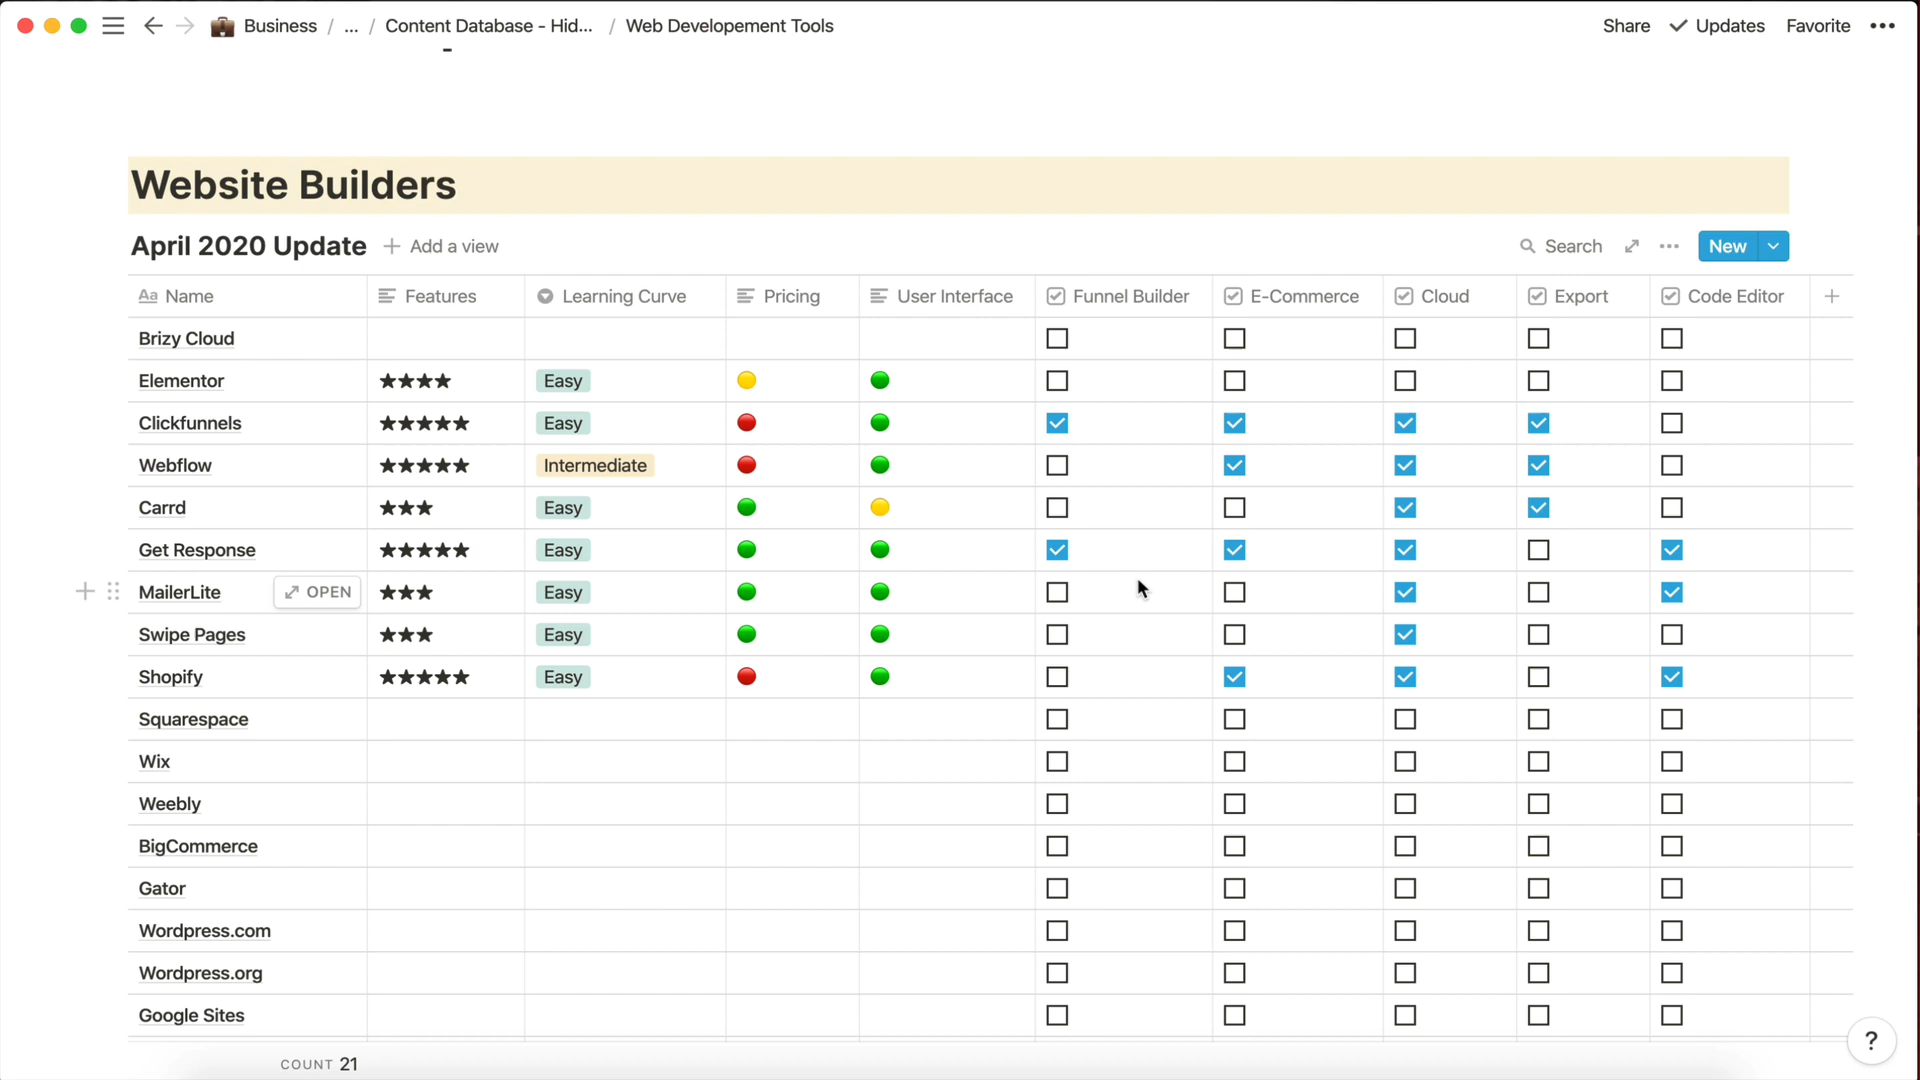 Business / ... / Content Database - Hid... / Web Developement Tools Share Updates Favorite •••
Website Builders
April 2020 Update + Add a view Search ••• New
Aa Name Features Learning Curve Pricing User Interface Funnel Builder E-Commerce Cloud Export Code Editor +
Brizy Cloud
Elementor ★★★★ Easy
Clickfunnels ★★★★★ Easy
Webflow ★★★★★ Intermediate
Carrd ★★★ Easy
Get Response ★★★★★ Easy
MailerLite OPEN ★★★ Easy
Swipe Pages ★★★ Easy
Shopify ★★★★★ Easy
Squarespace
Wix
Weebly
BigCommerce
Gator
Wordpress.com
Wordpress.org
Google Sites
COUNT 21
?